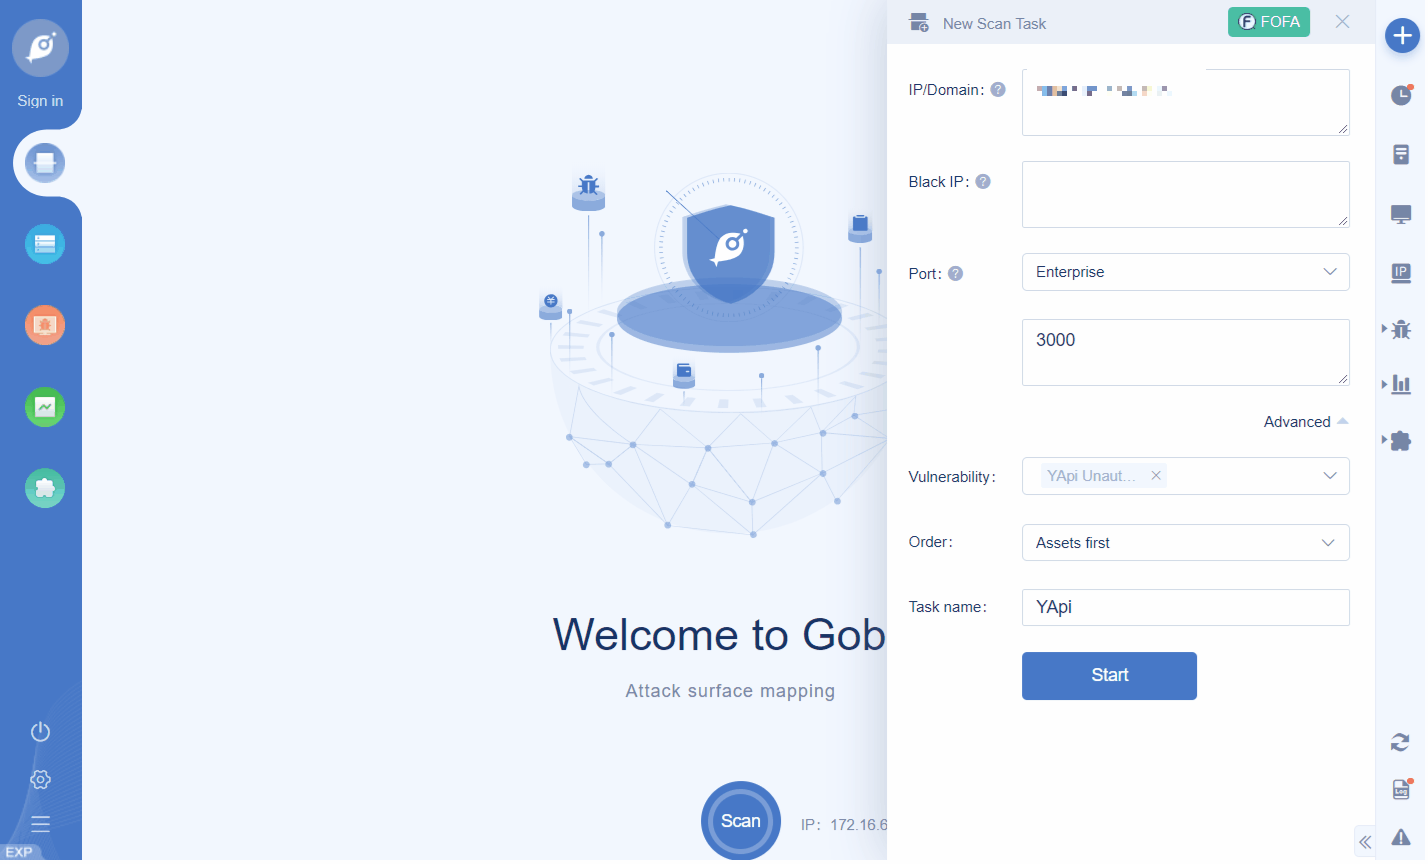 Sign in
EXP
Welcome to Gob
Attack surface mapping
Scan
IP: 172.16.6
New Scan Task
FOFA
IP/Domain: ?
Black IP: ?
Port: ?
Enterprise
3000
Advanced
Vulnerability:
YApi Unaut...
Order:
Assets first
Task name:
YApi
Start
IP
LOG